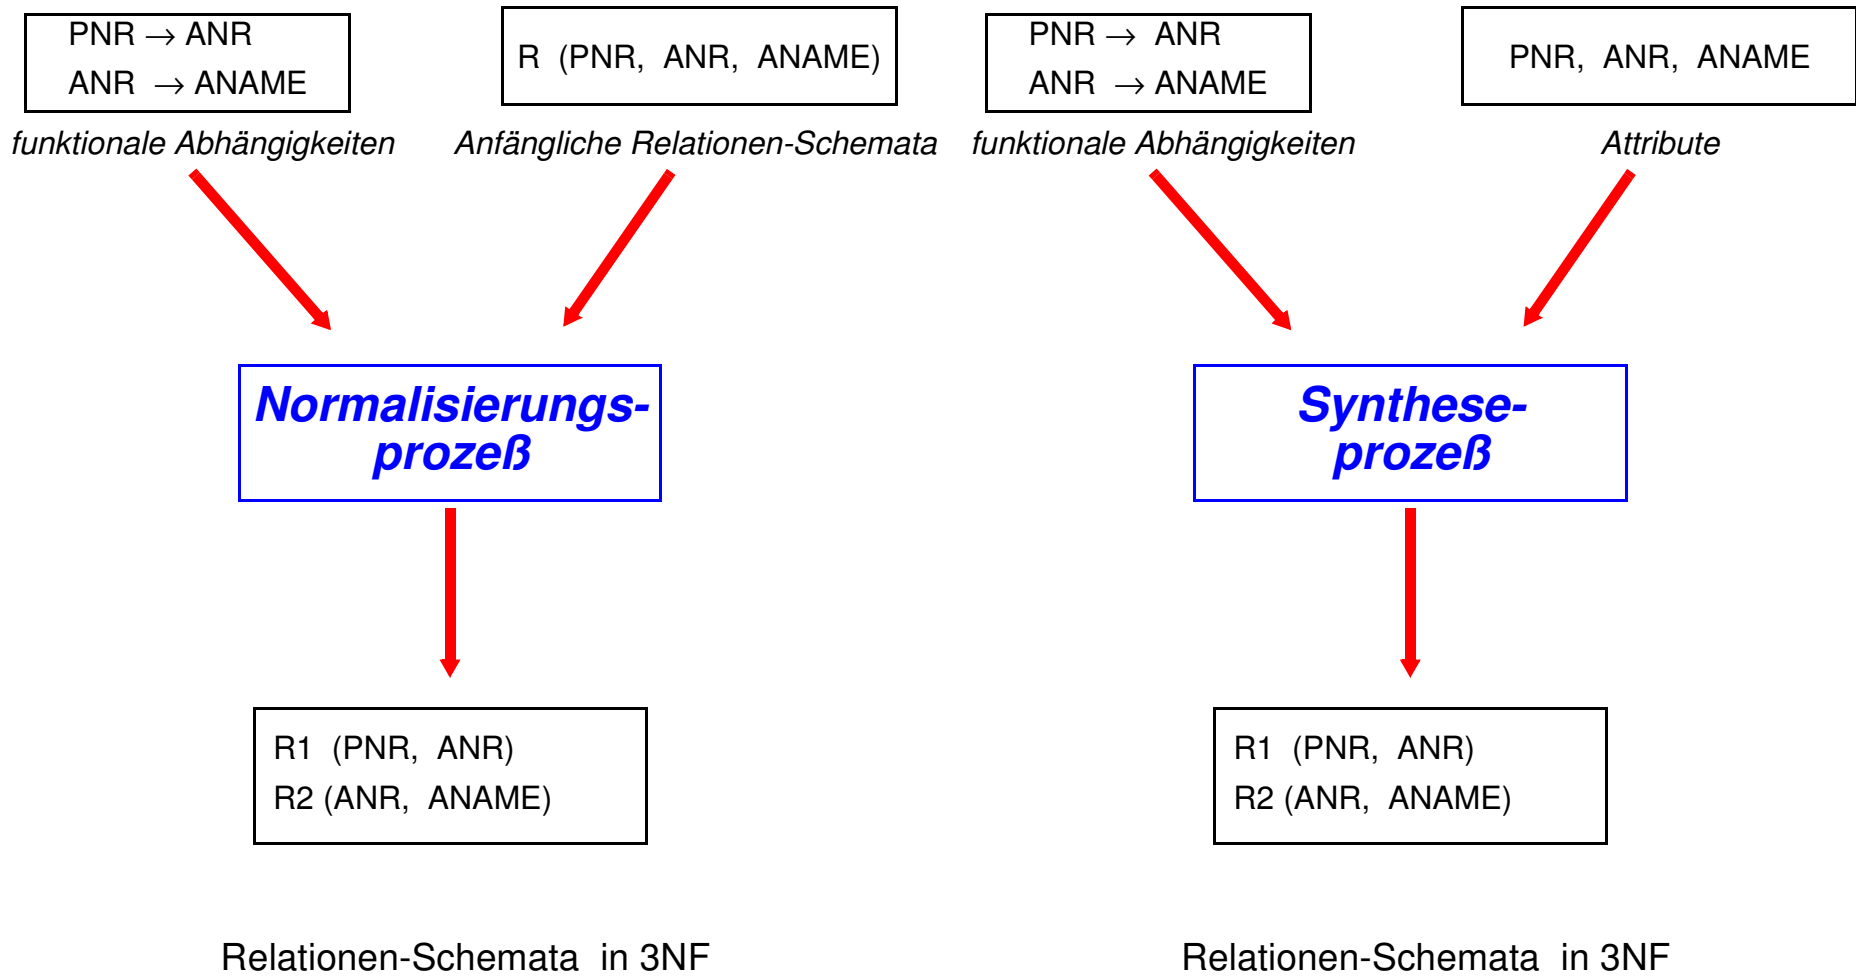 PNR → ANR
ANR → ANAME
funktionale Abhängigkeiten
R (PNR, ANR, ANAME)
Anfängliche Relationen-Schemata
Normalisierungs-
prozeß
R1 (PNR, ANR)
R2 (ANR, ANAME)
Relationen-Schemata in 3NF
PNR → ANR
ANR → ANAME
funktionale Abhängigkeiten
PNR, ANR, ANAME
Attribute
Synthese-
prozeß
R1 (PNR, ANR)
R2 (ANR, ANAME)
Relationen-Schemata in 3NF